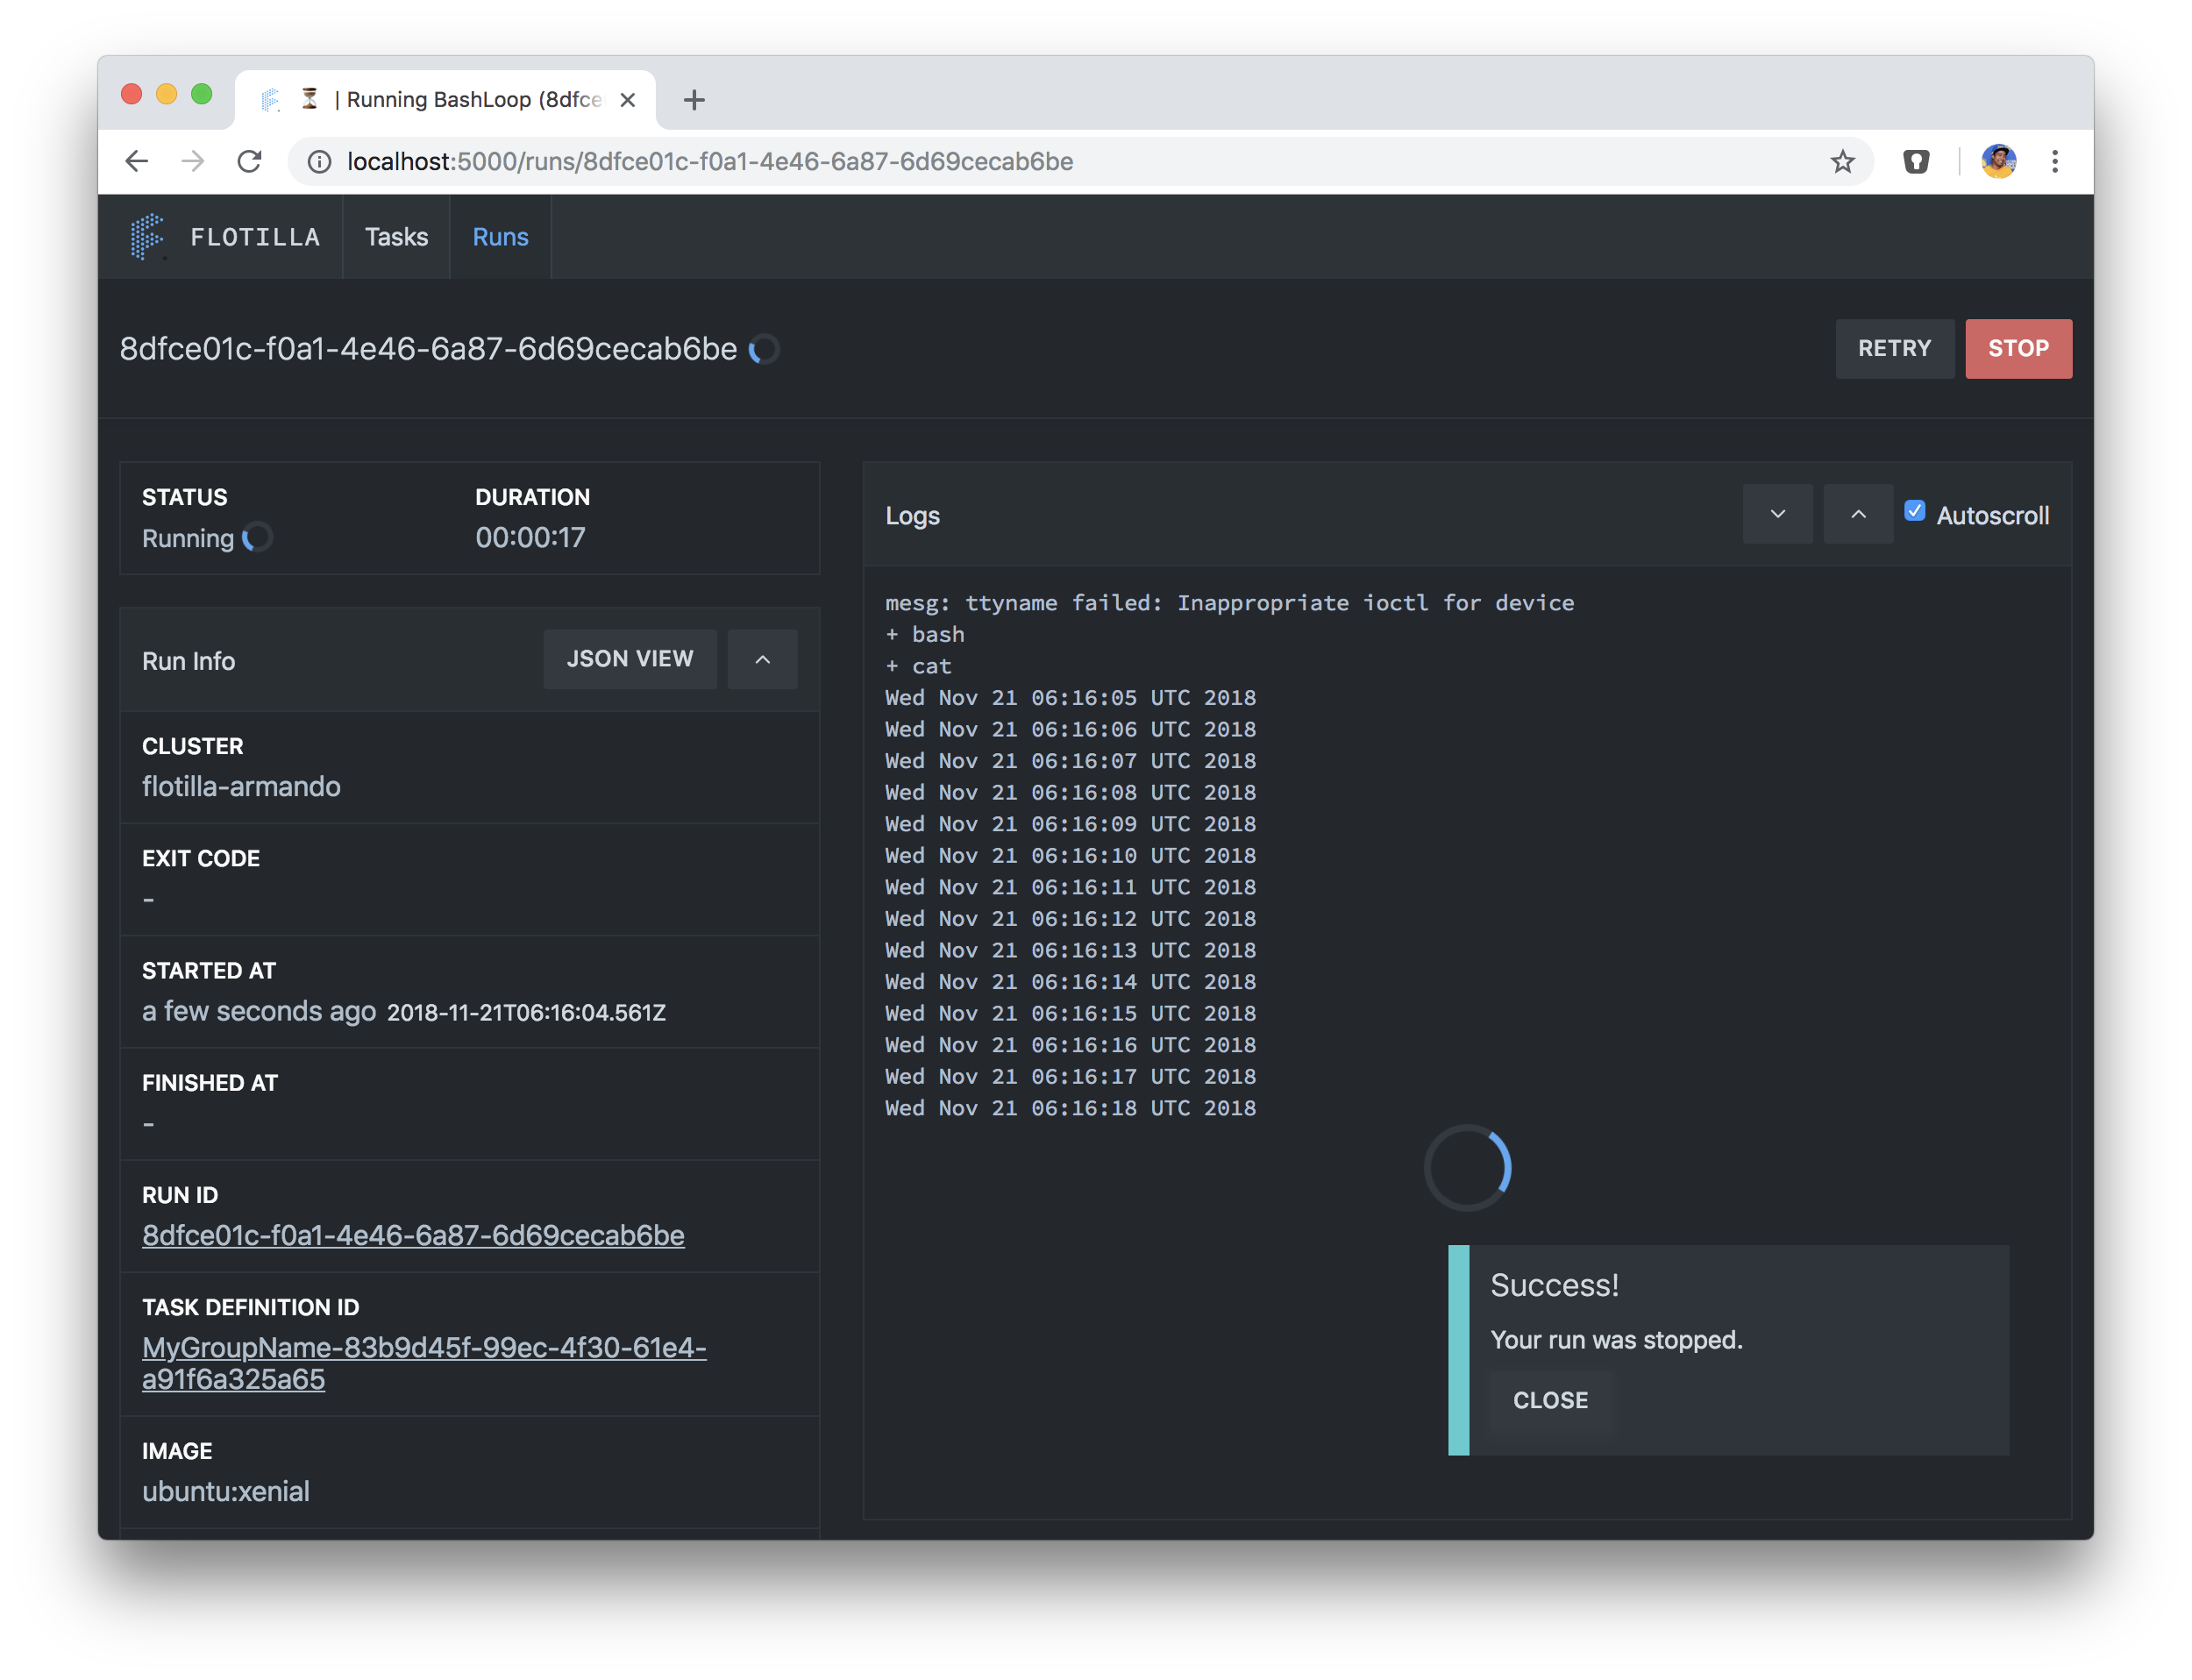 | Running BashLoop (8dfce
localhost:5000/runs/8dfce01c-f0a1-4e46-6a87-6d69cecab6be
FLOTILLA
Tasks
Runs
8dfce01c-f0a1-4e46-6a87-6d69cecab6be
RETRY
STOP
STATUS
Running
DURATION
00:00:17
Run Info
JSON VIEW
CLUSTER
flotilla-armando
EXIT CODE
-
STARTED AT
a few seconds ago 2018-11-21T06:16:04.561Z
FINISHED AT
-
RUN ID
8dfce01c-f0a1-4e46-6a87-6d69cecab6be
TASK DEFINITION ID
MyGroupName-83b9d45f-99ec-4f30-61e4-
a91f6a325a65
IMAGE
ubuntu:xenial
Logs
Autoscroll
mesg: ttyname failed: Inappropriate ioctl for device
+ bash
+ cat
Wed Nov 21 06:16:05 UTC 2018
Wed Nov 21 06:16:06 UTC 2018
Wed Nov 21 06:16:07 UTC 2018
Wed Nov 21 06:16:08 UTC 2018
Wed Nov 21 06:16:09 UTC 2018
Wed Nov 21 06:16:10 UTC 2018
Wed Nov 21 06:16:11 UTC 2018
Wed Nov 21 06:16:12 UTC 2018
Wed Nov 21 06:16:13 UTC 2018
Wed Nov 21 06:16:14 UTC 2018
Wed Nov 21 06:16:15 UTC 2018
Wed Nov 21 06:16:16 UTC 2018
Wed Nov 21 06:16:17 UTC 2018
Wed Nov 21 06:16:18 UTC 2018
Success!
Your run was stopped.
CLOSE